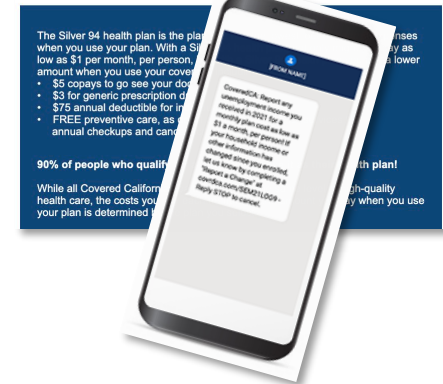 The Silver 94 health plan is the pla nses
when you use your plan. With a Sil ay as
low as $1 per month, per person, a lower
amount when you use your cover
• $5 copays to go see your do
• $3 for generic prescription d
• $75 annual deductible for in
• FREE preventive care, as
annual checkups and canc
90% of people who qualify th plan!
While all Covered Californ gh-quality
health care, the costs you ay when you use
your plan is determined
[FROM NAME]
CoveredCA: Report any
unemployment income you
received in 2021 for a
monthly plan cost as low as
$1 a month, per person! If
your household income or
other information has
changed since you enrolled,
let us know by completing a
"Report a Change" at
covrdca.com/SEM21LOG9 -
Reply STOP to cancel.